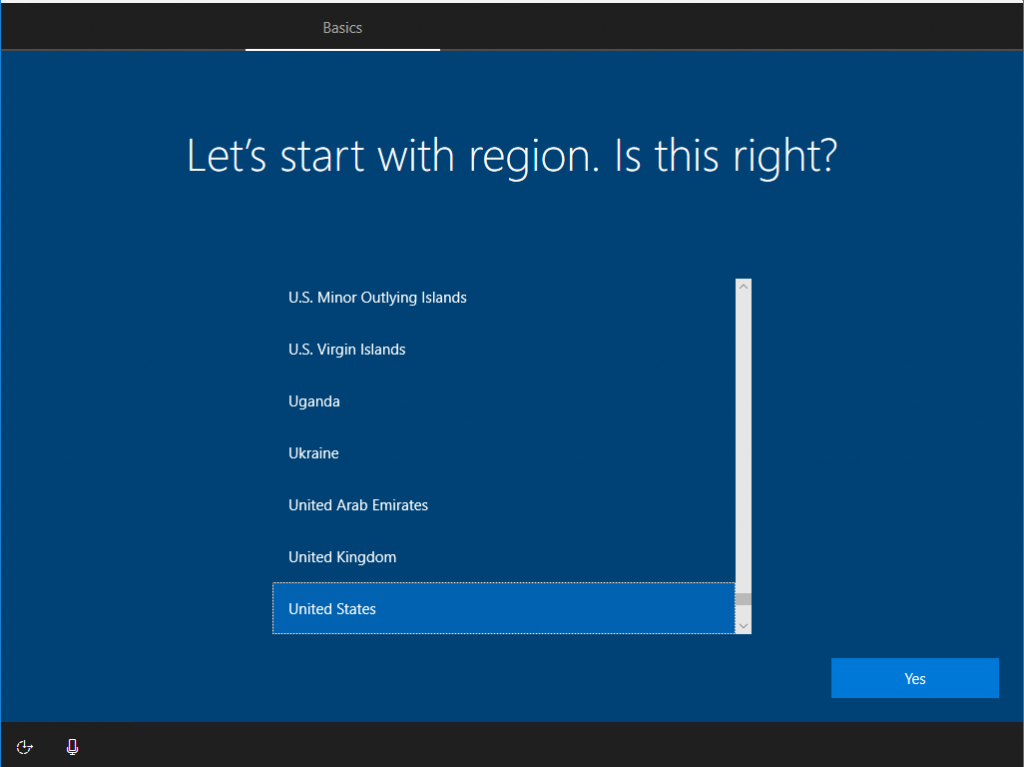 Basics
Let’s start with region. Is this right?
U.S. Minor Outlying Islands
U.S. Virgin Islands
Uganda
Ukraine
United Arab Emirates
United Kingdom
United States
Yes